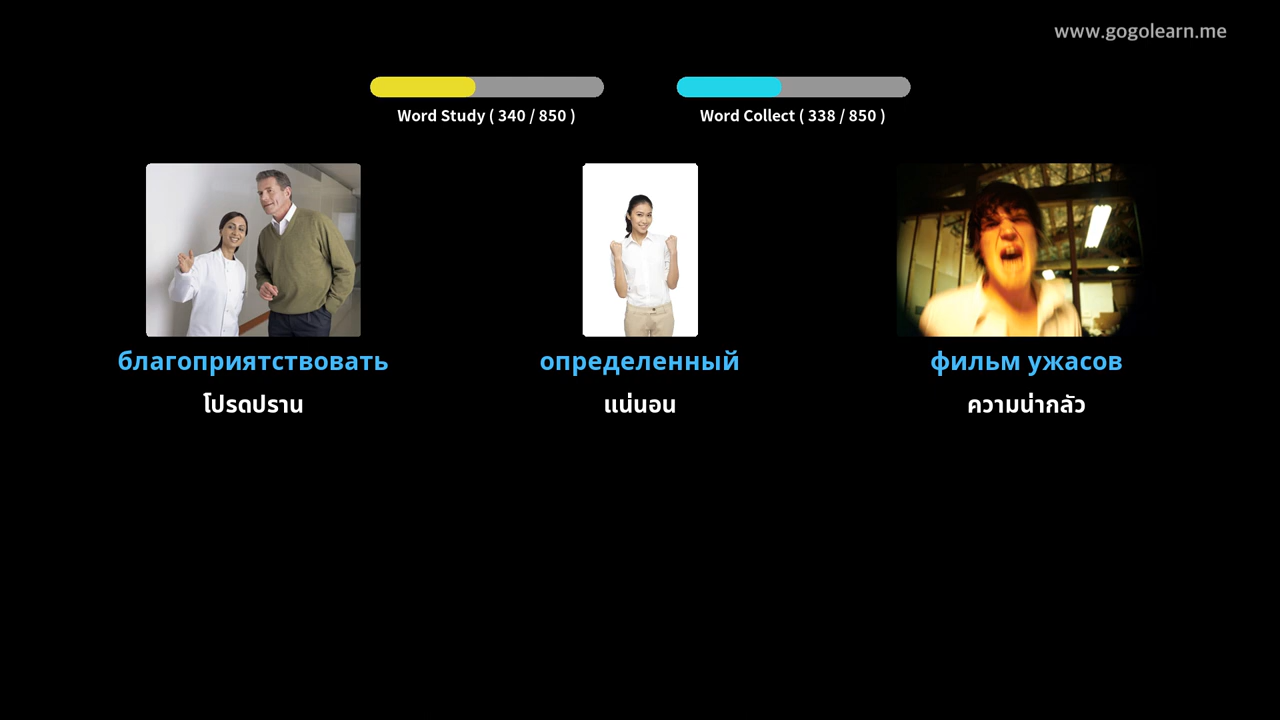 www.gogolearn.me
Word Study ( 340 / 850 )
Word Collect ( 338 / 850 )
благоприятствовать
определенный
фильм ужасов
โปรดปราน
แน่นอน
ความน่ากลัว